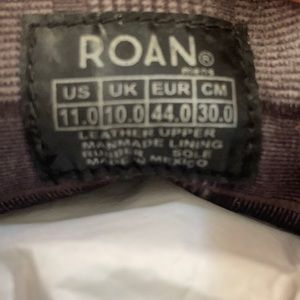 ROAN®
mens
US UK EUR CM
11.0 10.0 44.0 30.0
LEATHER UPPER
MANMADE LINING
RUBBER SOLE
MADE IN MEXICO